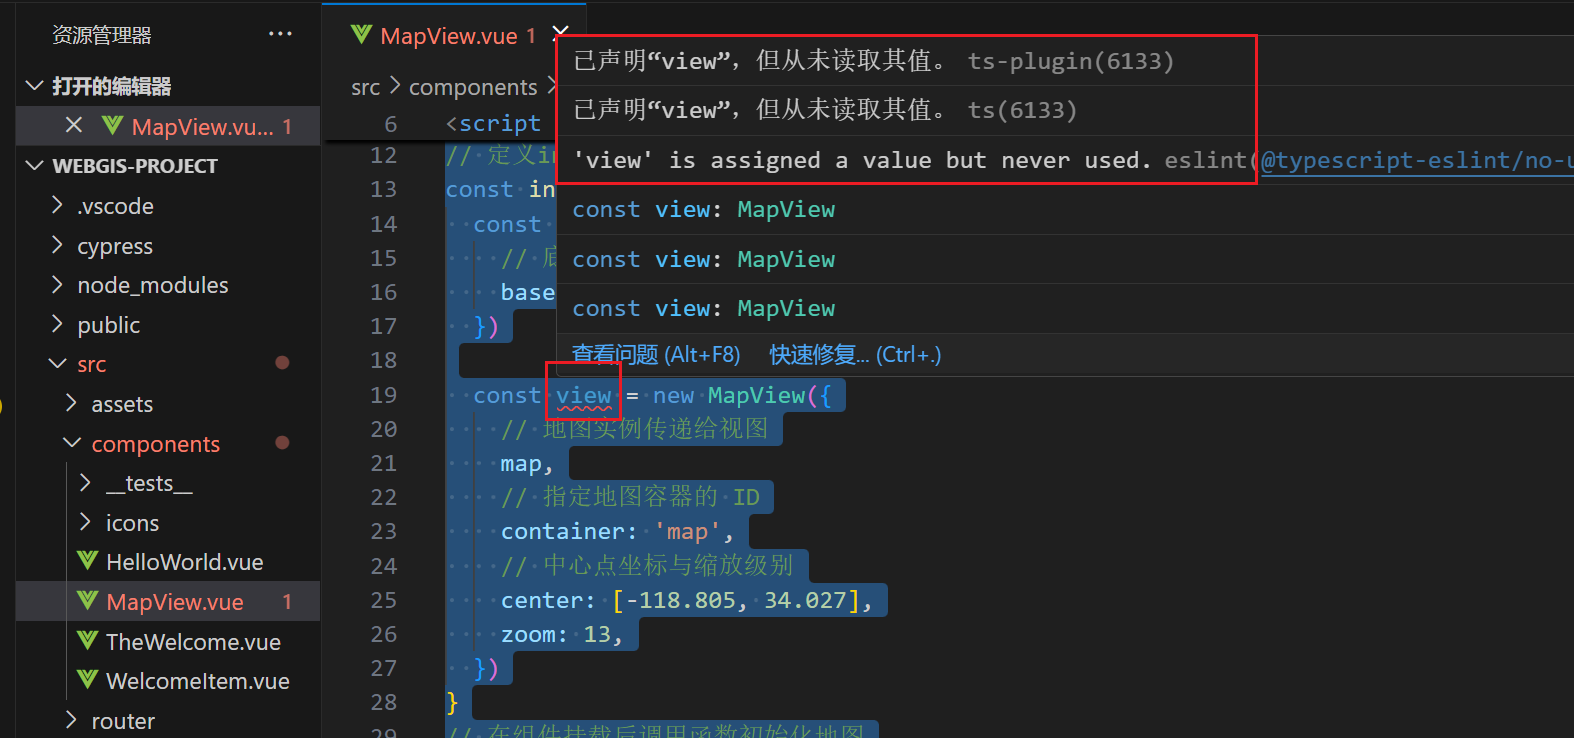 资源管理器
打开的编辑器
MapView.vu... 1
WEBGIS-PROJECT
.vscode
cypress
node_modules
public
src
assets
components
__tests__
icons
HelloWorld.vue
MapView.vue 1
TheWelcome.vue
WelcomeItem.vue
router
MapView.vue 1
src > components >
6 <script
12 // 定义in
13 const in
14 const
15 //
16 base
17 })
18
19 const view = new MapView({
20 // 地图实例传递给视图
21 map,
22 // 指定地图容器的 ID
23 container: 'map',
24 // 中心点坐标与缩放级别
25 center: [-118.805, 34.027],
26 zoom: 13,
27 })
28 }
29 // 在组件挂载后调用函数初始化地图
已声明“view”，但从未读取其值。 ts-plugin(6133)
已声明“view”，但从未读取其值。 ts(6133)
'view' is assigned a value but never used. eslint(@typescript-eslint/no-u
const view: MapView
const view: MapView
const view: MapView
查看问题 (Alt+F8) 快速修复... (Ctrl+.)